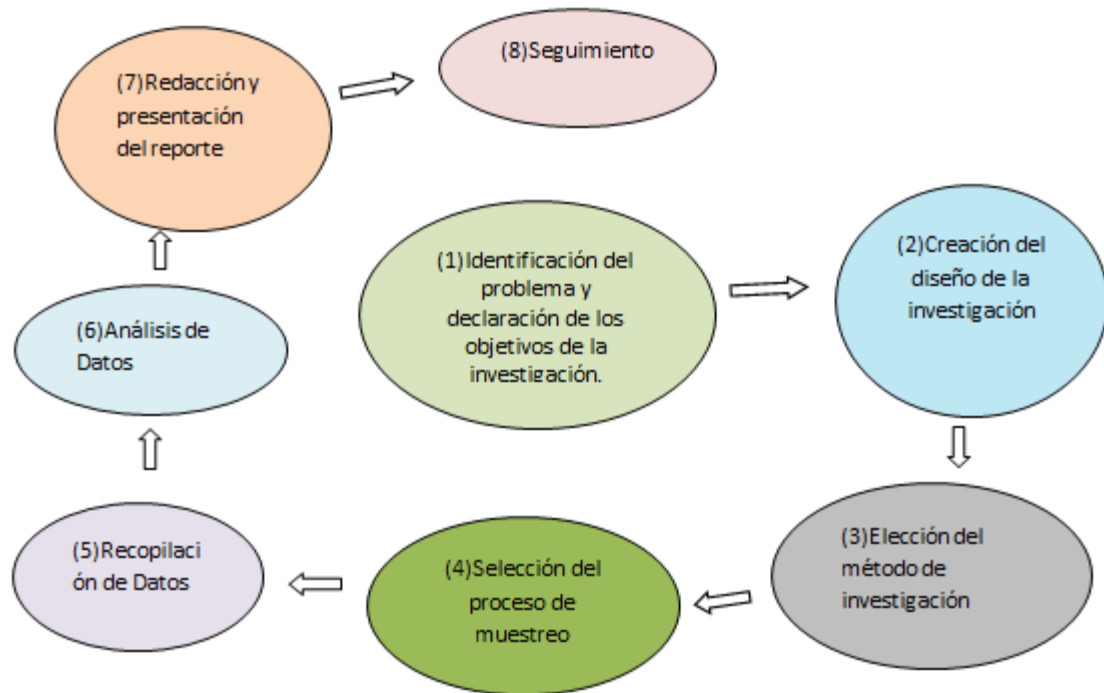 (1)Identificación del
problema y
declaración de los
objetivos de la
investigación.
(2)Creación del
diseño de la
investigación
(3)Elección del
método de
investigación
(4)Selección del
proceso de
muestreo
(5)Recopilaci
ón de Datos
(6)Análisis de
Datos
(7)Redacción y
presentación
del reporte
(8)Seguimiento